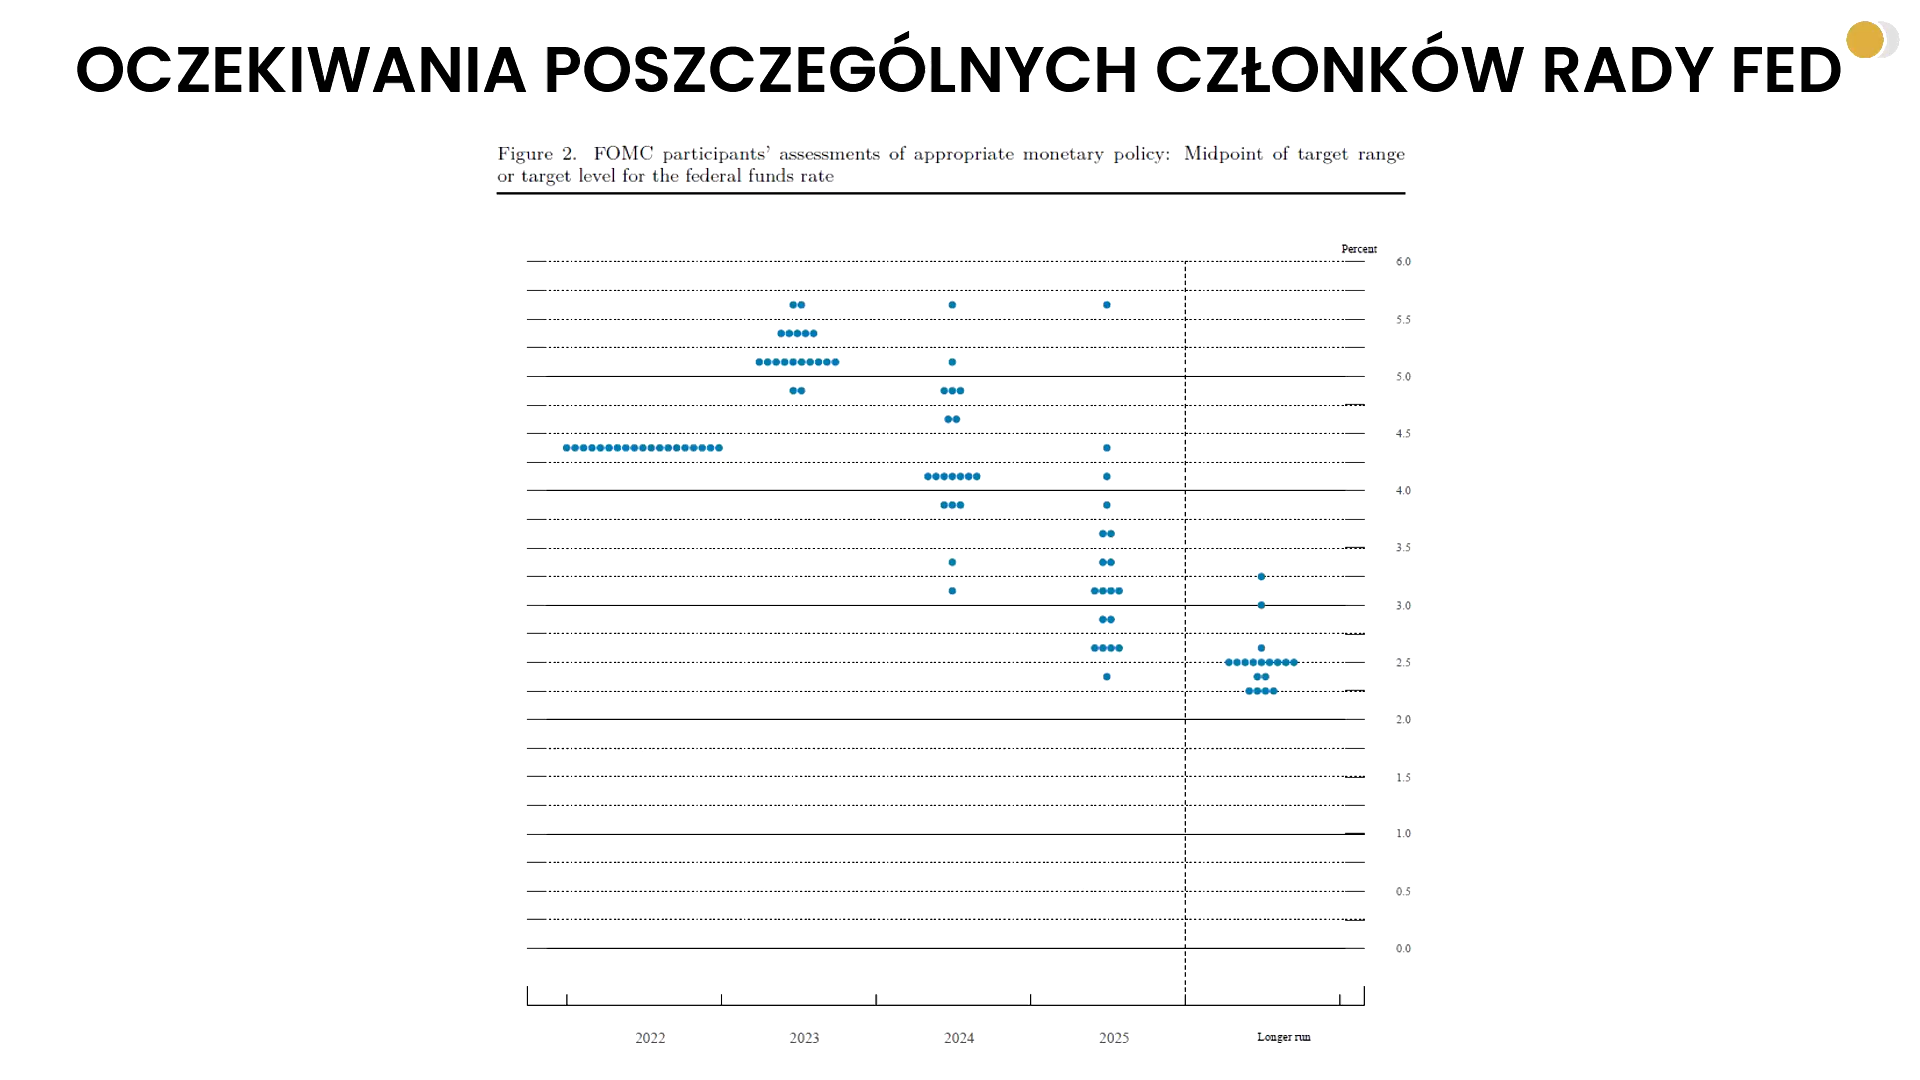 OCZEKIWANIA POSZCZEGÓLNYCH CZŁONKÓW RADY FED
Figure 2. FOMC participants' assessments of appropriate monetary policy: Midpoint of target range
or target level for the federal funds rate
Percent
6.0
5.5
5.0
4.5
4.0
3.5
3.0
2.5
2.0
1.5
1.0
0.5
0.0
2022 2023 2024 2025 Longer run